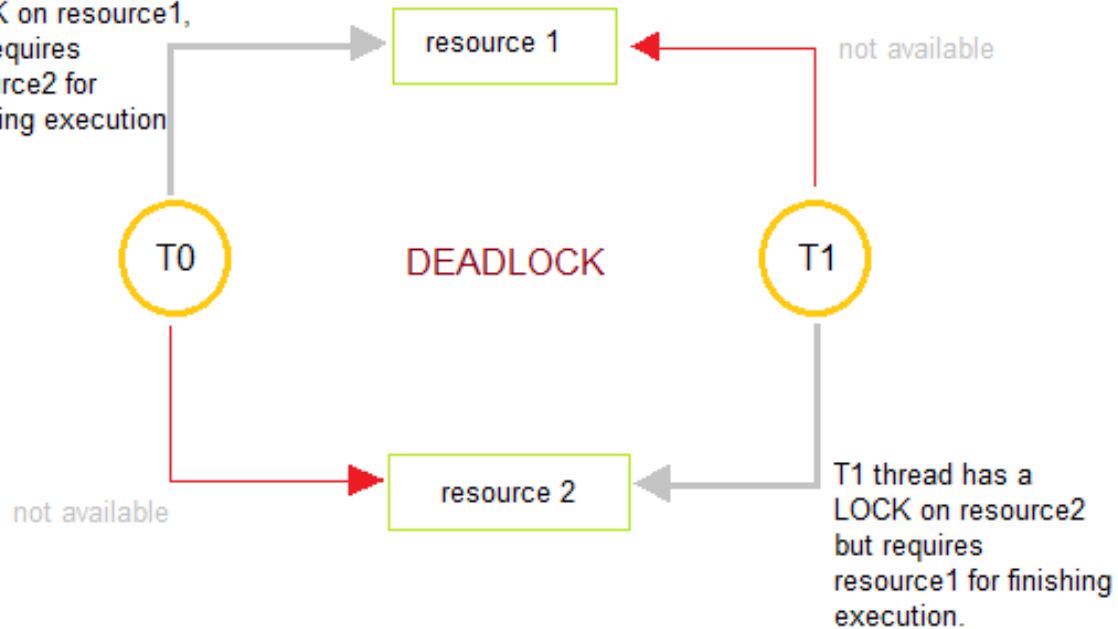 on resource1,
resource 1
not available
for
execution
T0
DEADLOCK
T1
resource 2
not available
T1 thread has a
LOCK on resource2
but requires
resource1 for finishing
execution.